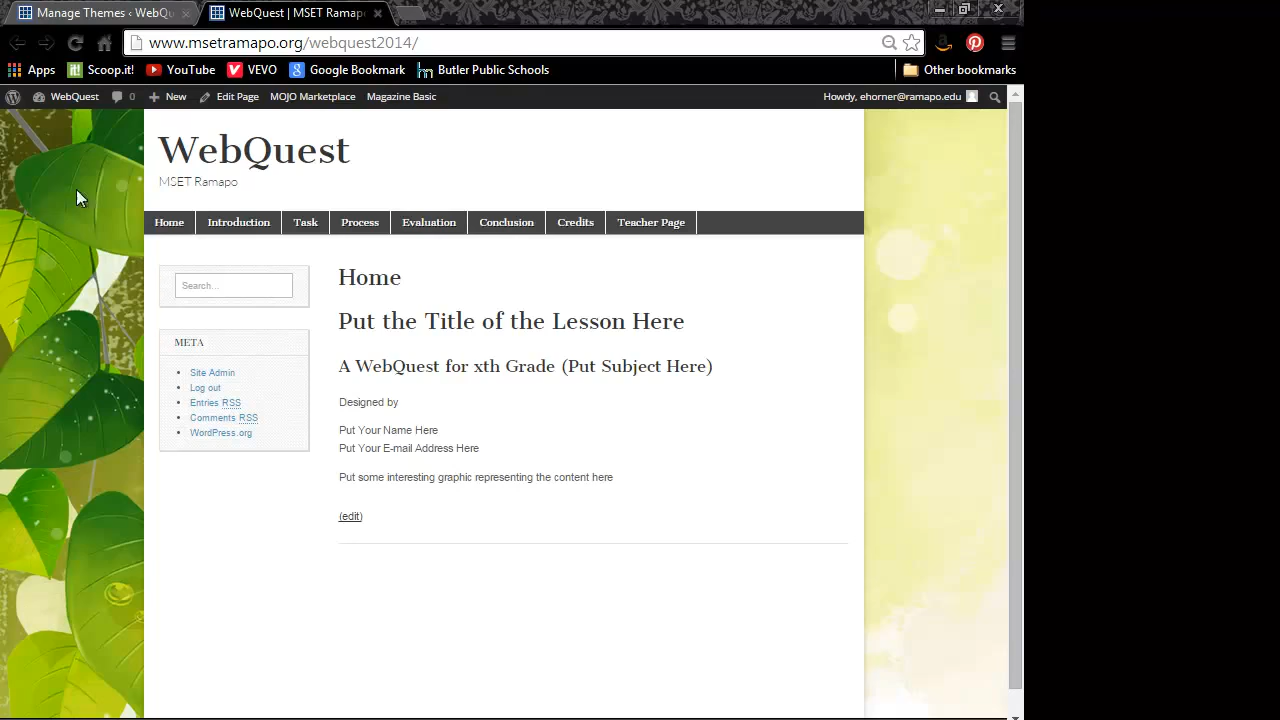 Manage Themes ‹ WebQu
WebQuest | MSET Ramap
www.msetramapo.org/webquest2014/
Apps Scoop.it! YouTube VEVO Google Bookmark Butler Public Schools Other bookmarks
WebQuest 0 New Edit Page MOJO Marketplace Magazine Basic Howdy, ehorner@ramapo.edu
WebQuest
MSET Ramapo
Home Introduction Task Process Evaluation Conclusion Credits Teacher Page
Search...
META
Site Admin
Log out
Entries RSS
Comments RSS
WordPress.org
Home
Put the Title of the Lesson Here
A WebQuest for xth Grade (Put Subject Here)
Designed by
Put Your Name Here
Put Your E-mail Address Here
Put some interesting graphic representing the content here
(edit)